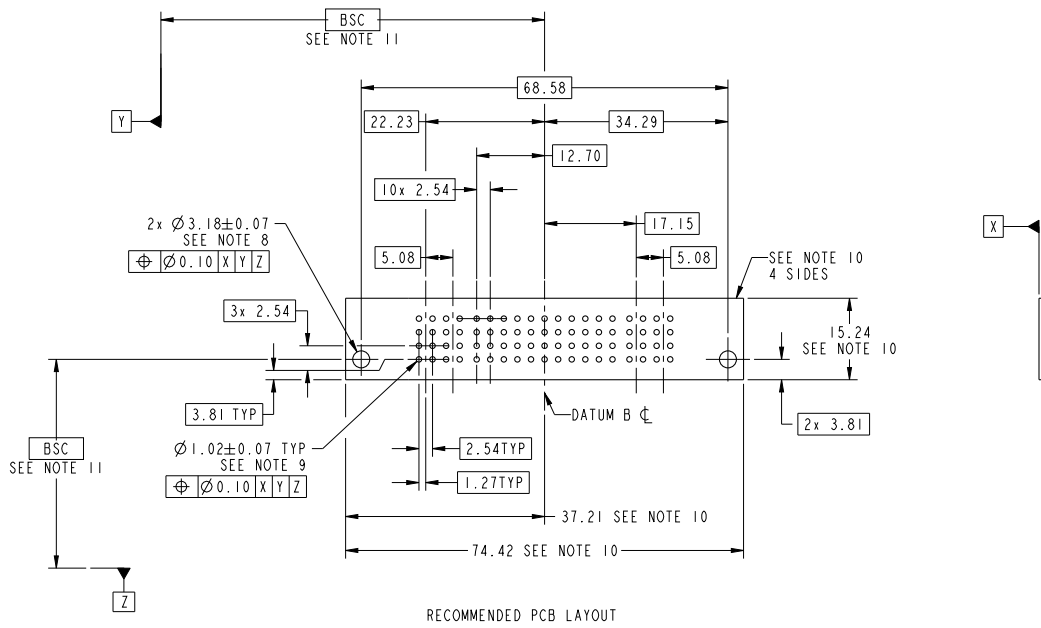 BSC
SEE NOTE 11
68.58
Y
22.23
34.29
12.70
10x 2.54
2x Ø3.18±0.07
SEE NOTE 8
⌖ Ø0.10 X Y Z
17.15
X
5.08
5.08
SEE NOTE 10
4 SIDES
3x 2.54
15.24
SEE NOTE 10
3.81 TYP
DATUM B ℄
2x 3.81
BSC
SEE NOTE 11
Ø1.02±0.07 TYP
SEE NOTE 9
⌖ Ø0.10 X Y Z
2.54TYP
1.27TYP
37.21 SEE NOTE 10
74.42 SEE NOTE 10
Z
RECOMMENDED PCB LAYOUT